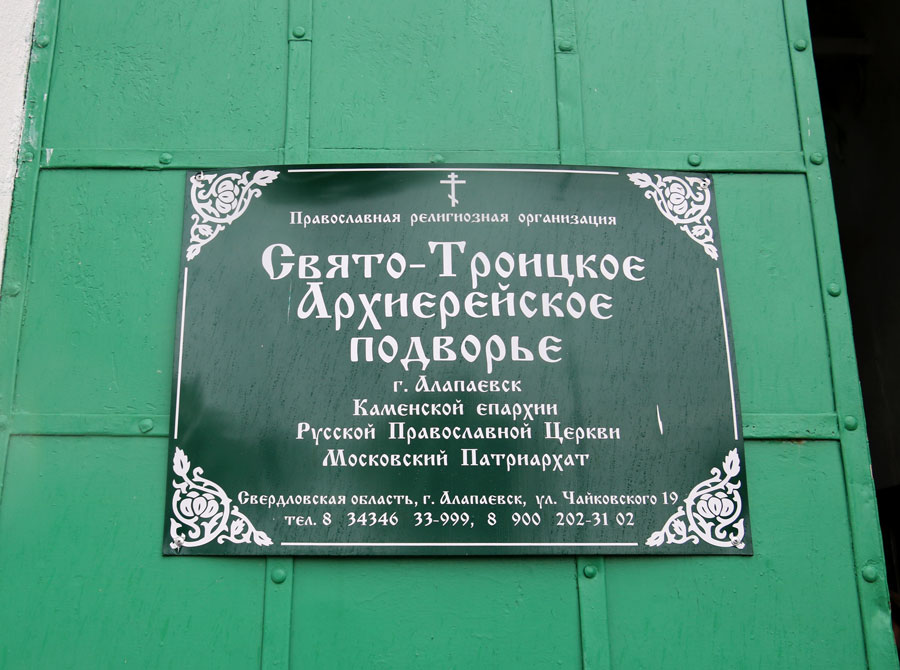 Православная религиозная организация
Свято-Троицкое
Архиерейское
подворье
г. Алапаевск
Каменской епархии
Русской Православной Церкви
Московский Патриархат
Свердловская область, г. Алапаевск, ул. Чайковского 19
тел. 8 34346 33-999, 8 900 202-31 02